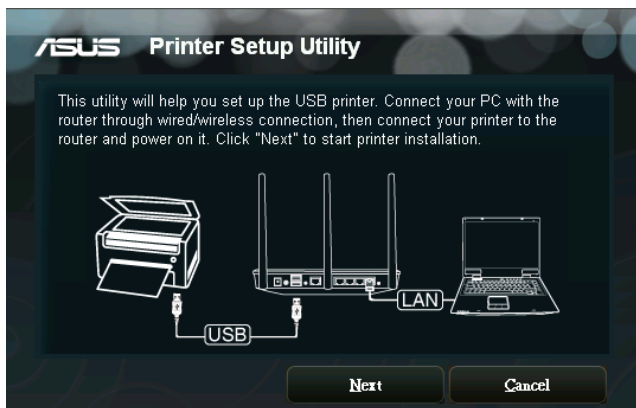 ASUS Printer Setup Utility
This utility will help you set up the USB printer. Connect your PC with the
router through wired/wireless connection, then connect your printer to the
router and power on it. Click "Next" to start printer installation.
USB
LAN
Next
Cancel